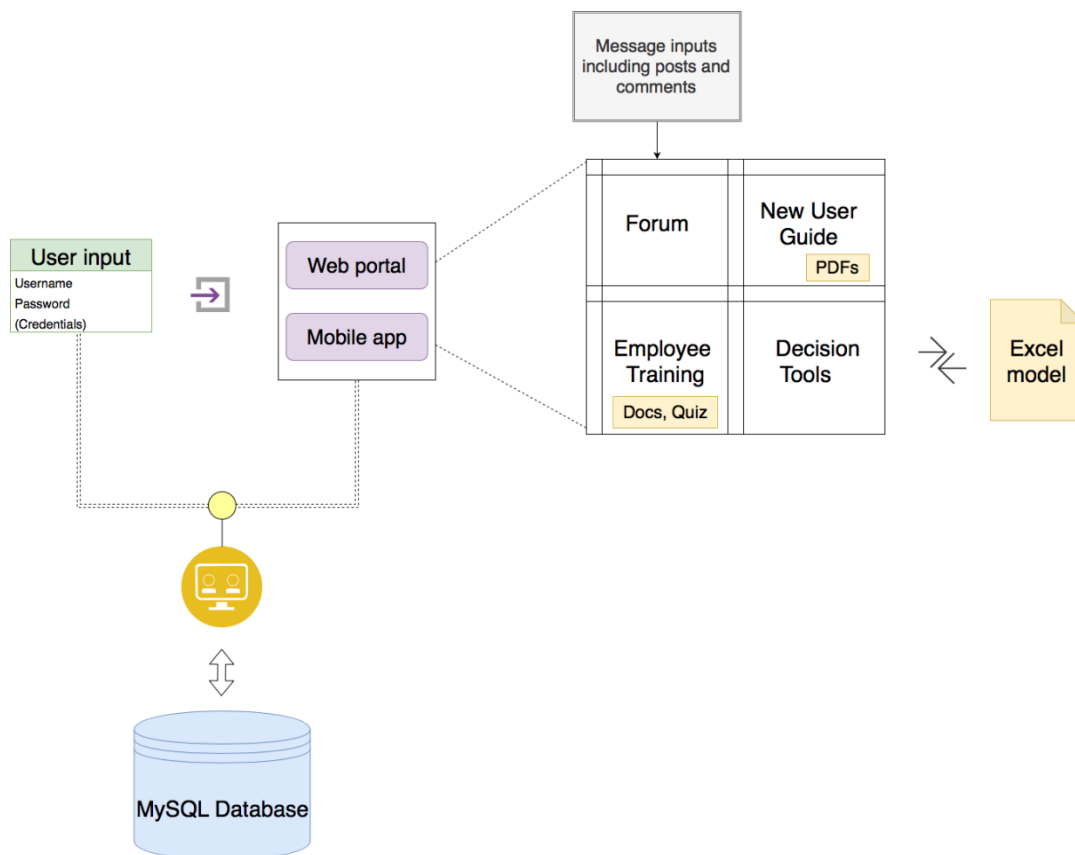 Message inputs
including posts and
comments
Forum
New User
Guide
PDFs
User input
Username
Password
(Credentials)
Web portal
Mobile app
Employee
Training
Docs, Quiz
Decision
Tools
Excel
model
MySQL Database